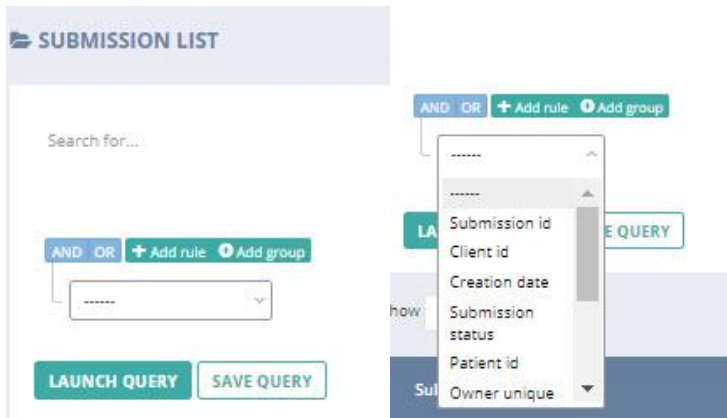 SUBMISSION LIST
Search for...
AND OR + Add rule Add group
------
LAUNCH QUERY SAVE QUERY
AND OR + Add rule Add group
------
------
Submission id
Client id
Creation date
Submission
status
Patient id
Owner unique
LA
E QUERY
how
Sul